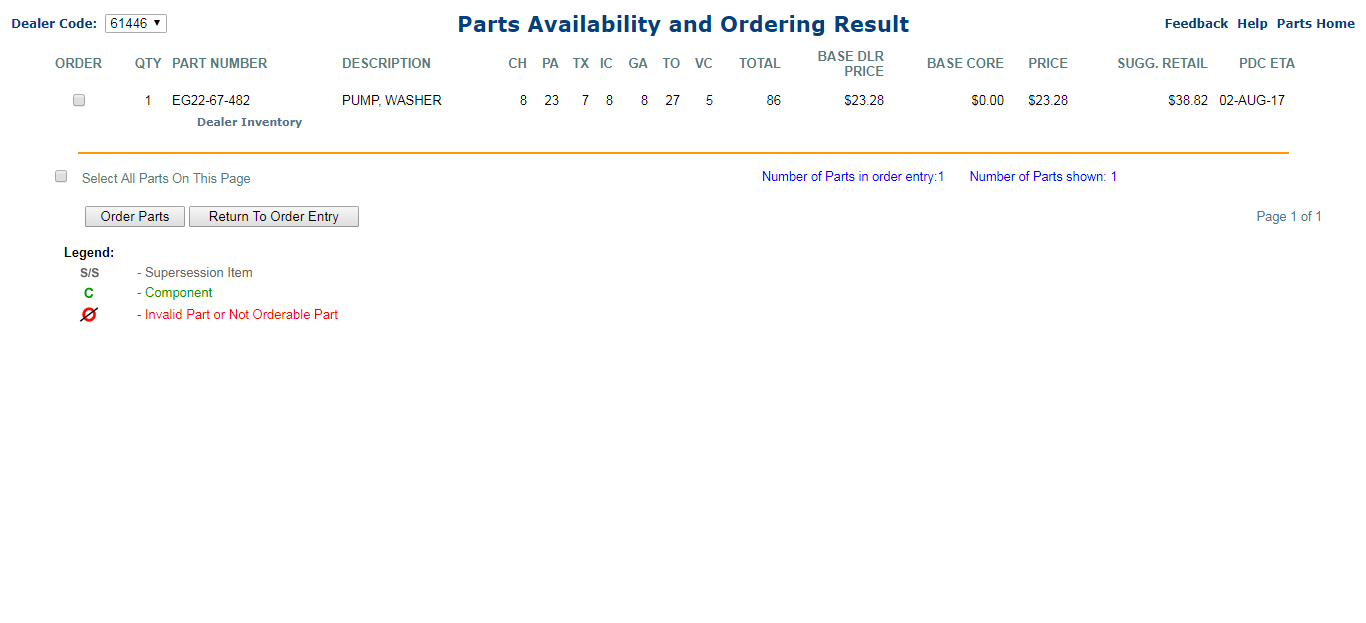 Dealer Code: 61446 Parts Availability and Ordering Result Feedback Help Parts Home
ORDER QTY PART NUMBER DESCRIPTION CH PA TX IC GA TO VC TOTAL BASE DLR PRICE BASE CORE PRICE SUGG. RETAIL PDC ETA
1 EG22-67-482 PUMP, WASHER 8 23 7 8 8 27 5 86 $23.28 $0.00 $23.28 $38.82 02-AUG-17
Dealer Inventory
Select All Parts On This Page Number of Parts in order entry:1 Number of Parts shown: 1
Order Parts Return To Order Entry Page 1 of 1
Legend:
S/S - Supersession Item
C - Component
- Invalid Part or Not Orderable Part